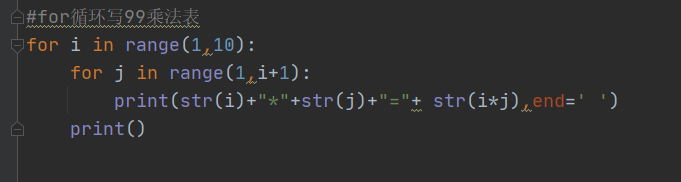 #for循环写99乘法表
for i in range(1,10):
    for j in range(1,i+1):
        print(str(i)+"*"+str(j)+"="+ str(i*j),end=' ')
    print()